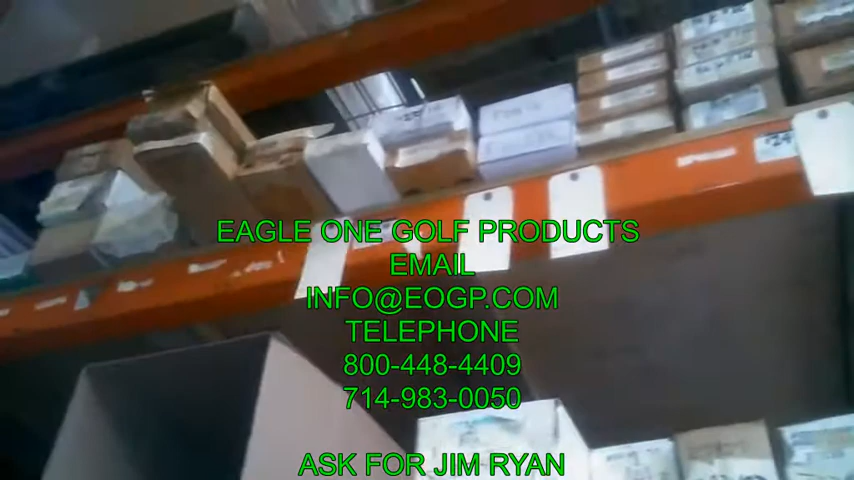 EAGLE ONE GOLF PRODUCTS
EMAIL
INFO@EOGP.COM
TELEPHONE
800-448-4409
714-983-0050
ASK FOR JIM RYAN